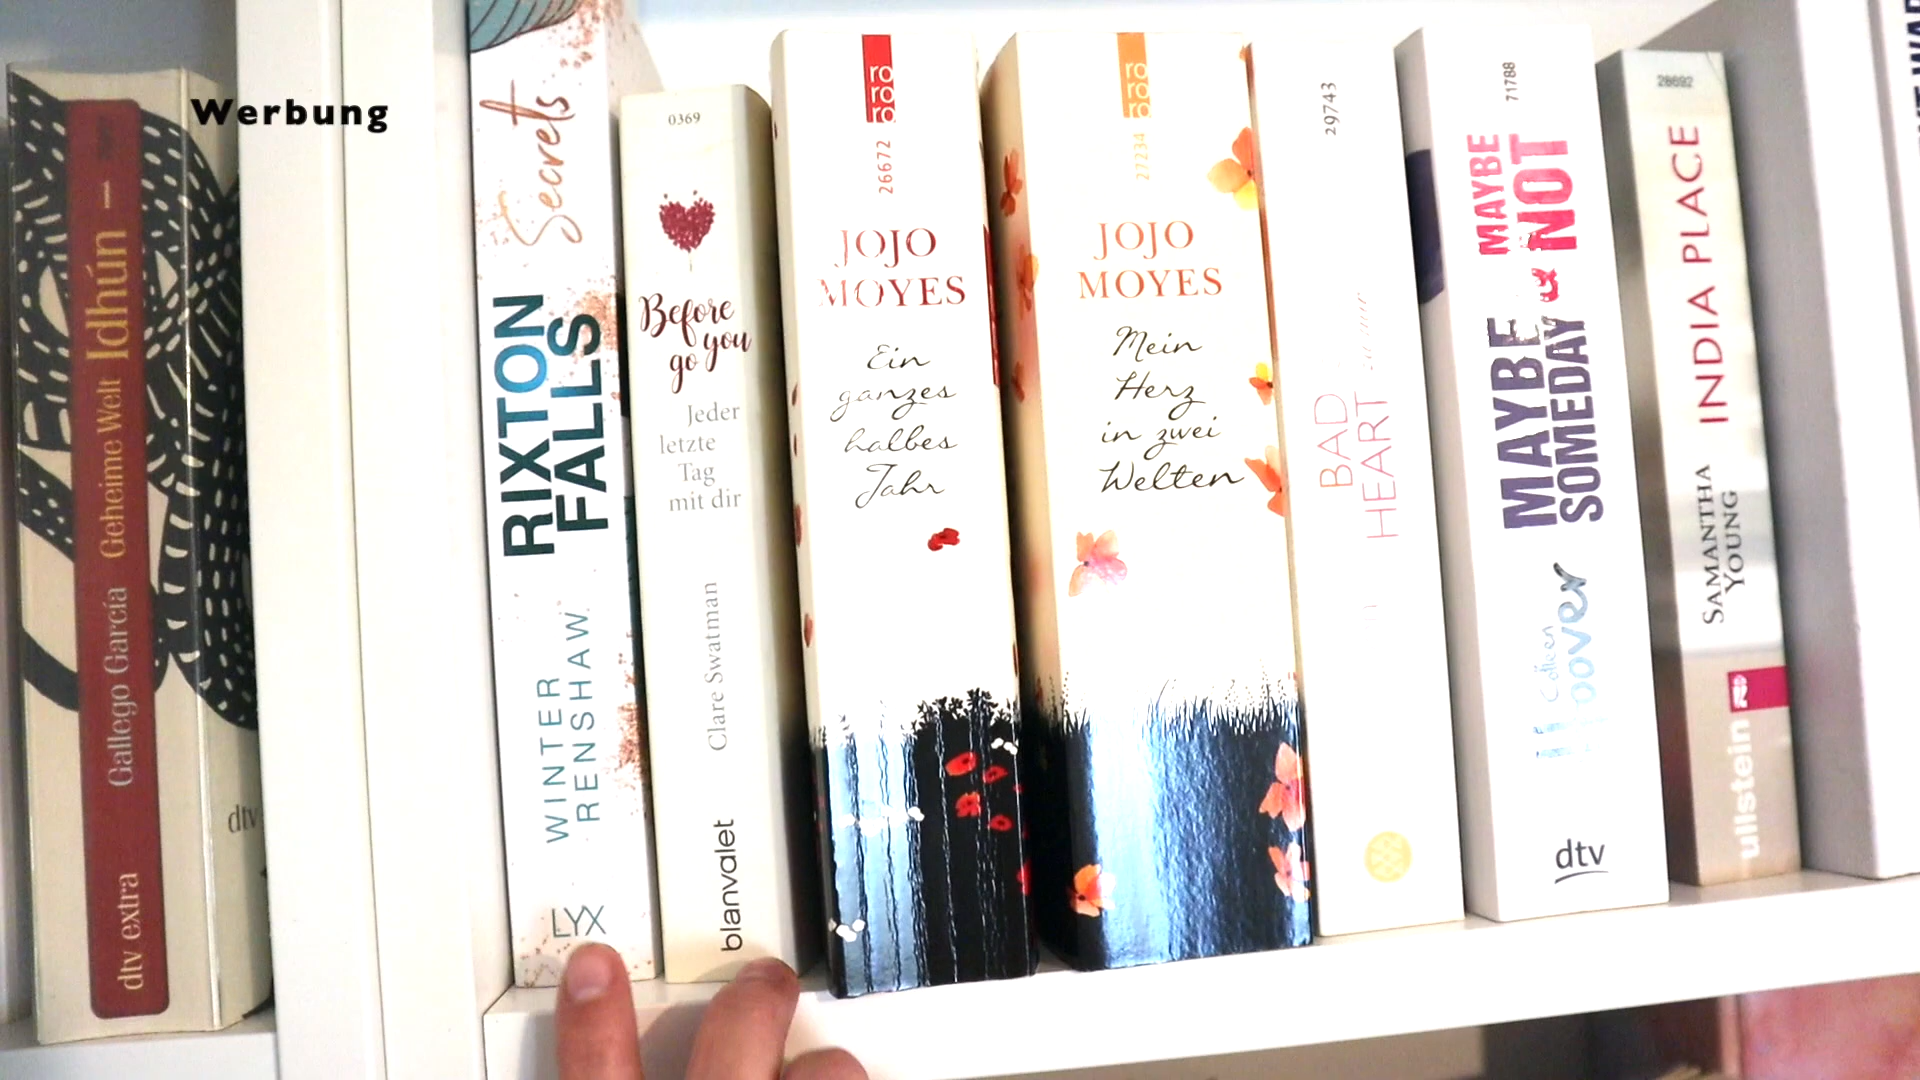 Werbung
dtv extra
Gallego García Geheime Welt Idhún –
dtv
Secrets
RIXTON
FALLS
WINTER
RENSHAW
LYX
0369
Before
you
go
Jeder
letzte
Tag
mit dir
Clare Swatman
blanvalet
ro
ro
ro
26672
JOJO
MOYES
Ein
ganzes
halbes
Jahr
ro
ro
ro
27234
JOJO
MOYES
Mein
Herz
in zwei
Welten
29743
BAD
HEART
71788
MAYBE
NOT
&
MAYBE
SOMEDAY
Colleen
Hoover
dtv
28692
INDIA PLACE
SAMANTHA
YOUNG
ullstein